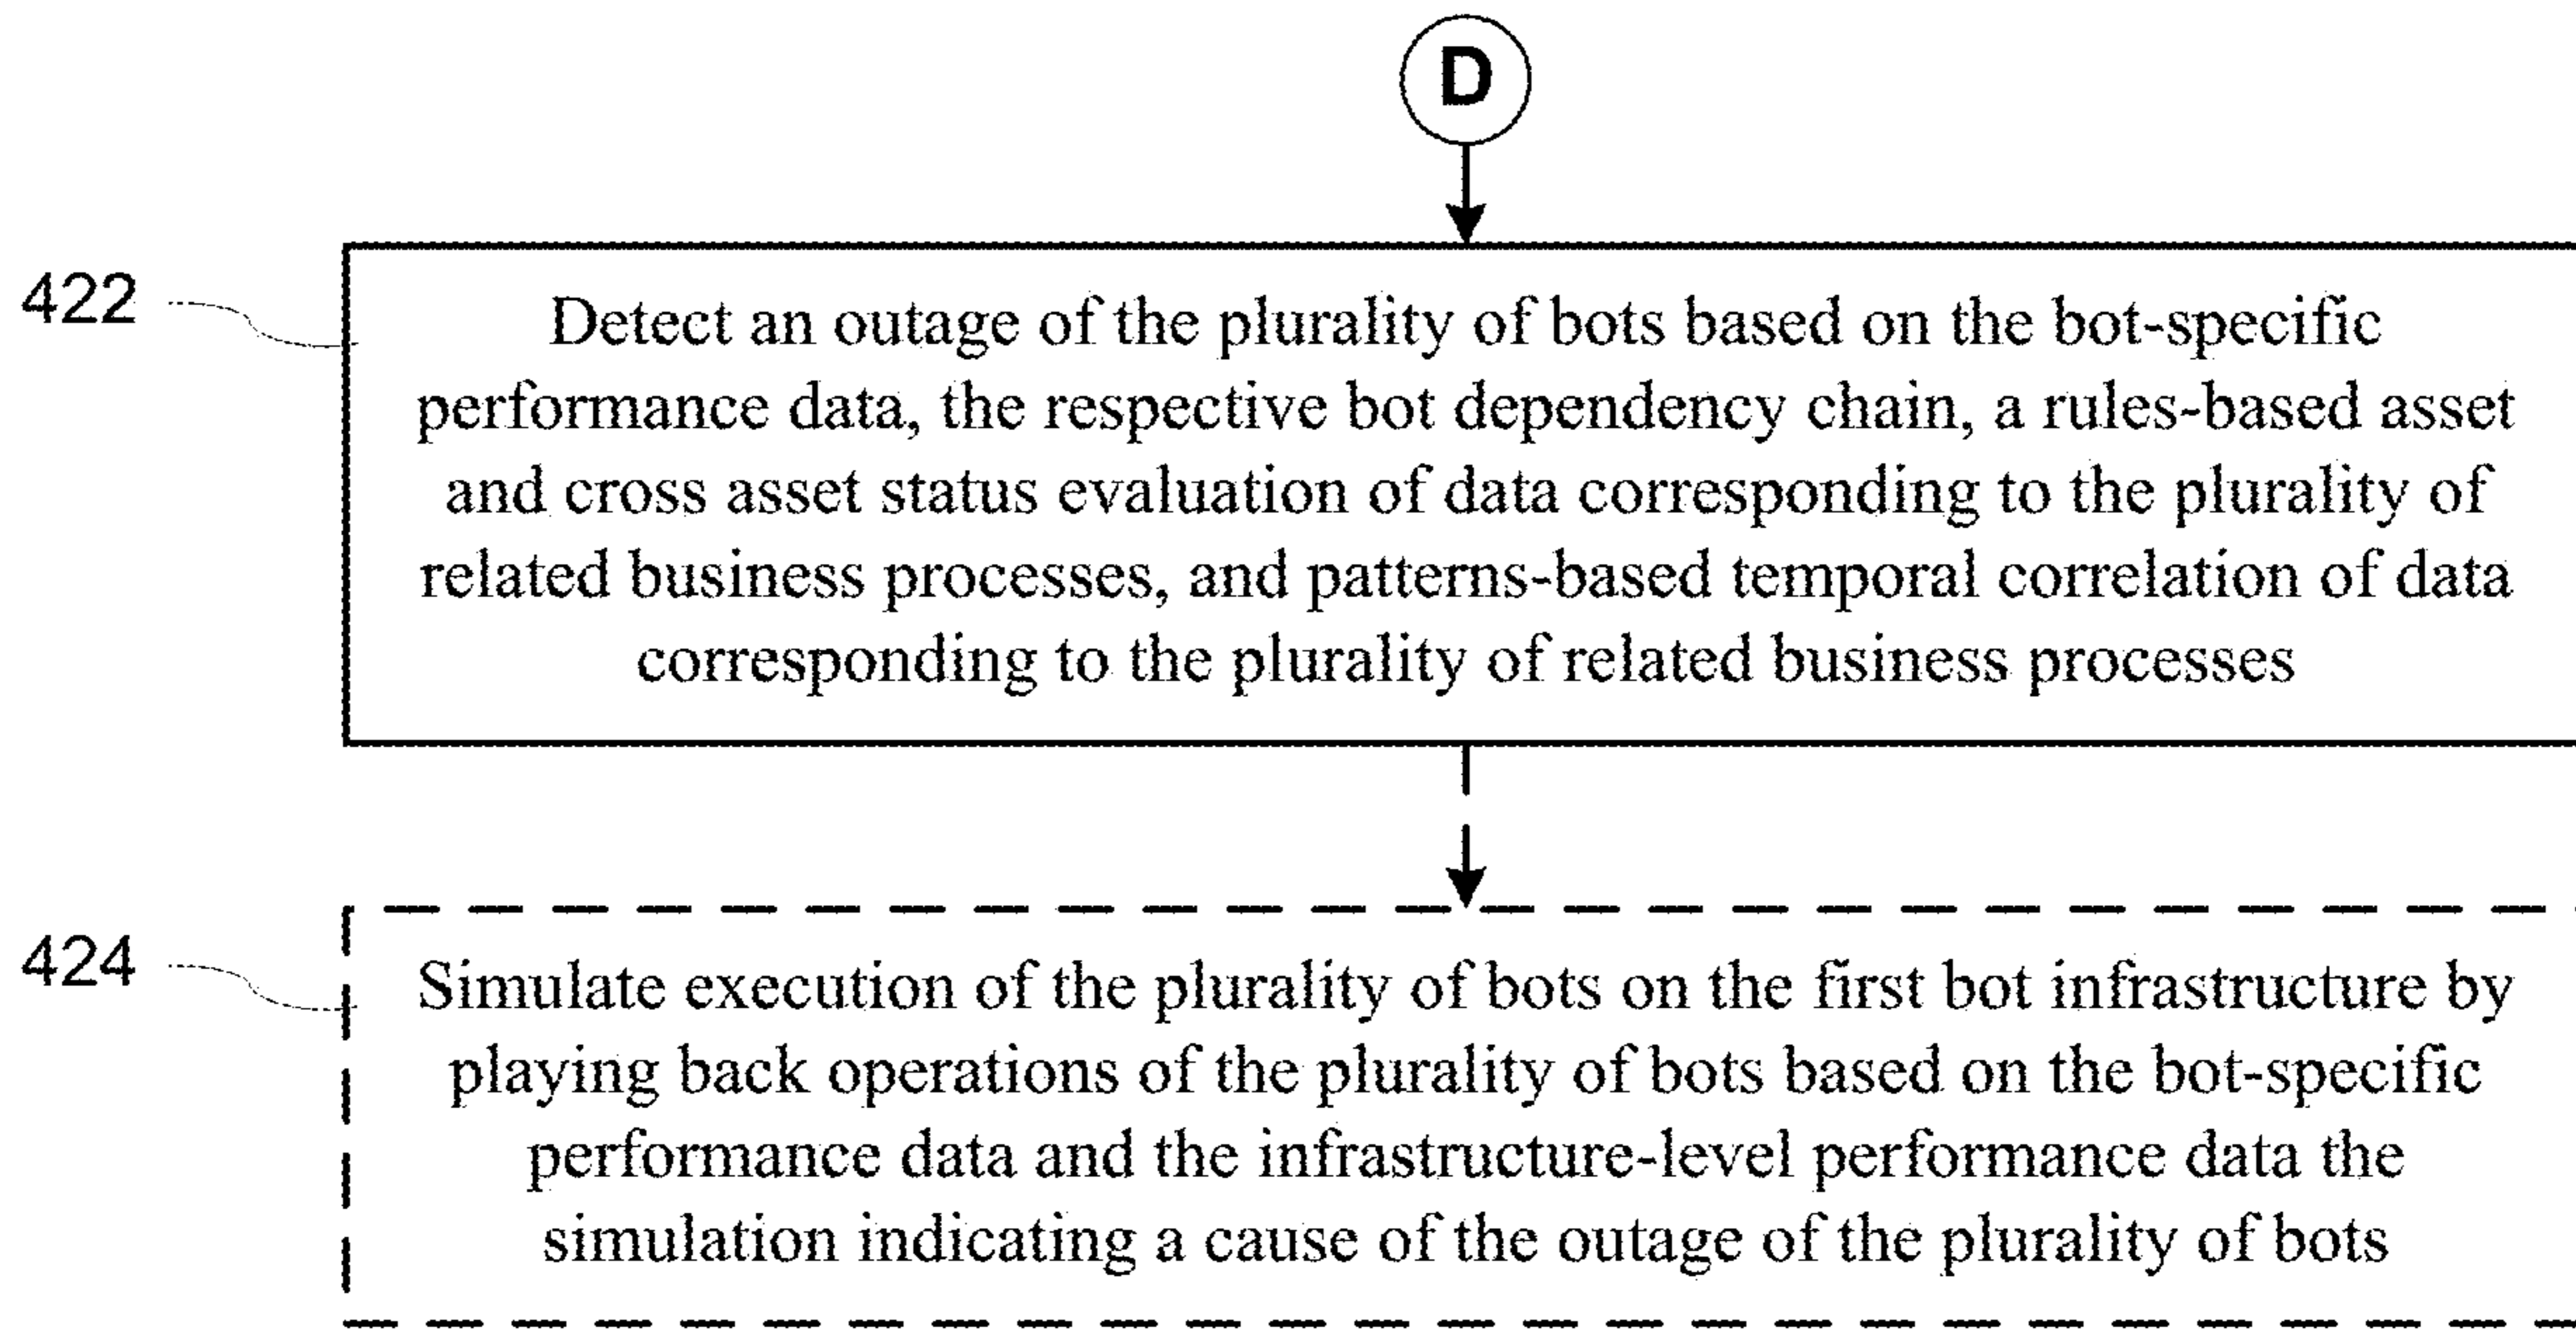 D
422
Detect an outage of the plurality of bots based on the bot-specific
performance data, the respective bot dependency chain, a rules-based asset
and cross asset status evaluation of data corresponding to the plurality of
related business processes, and patterns-based temporal correlation of data
corresponding to the plurality of related business processes
424
Simulate execution of the plurality of bots on the first bot infrastructure by
playing back operations of the plurality of bots based on the bot-specific
performance data and the infrastructure-level performance data the
simulation indicating a cause of the outage of the plurality of bots